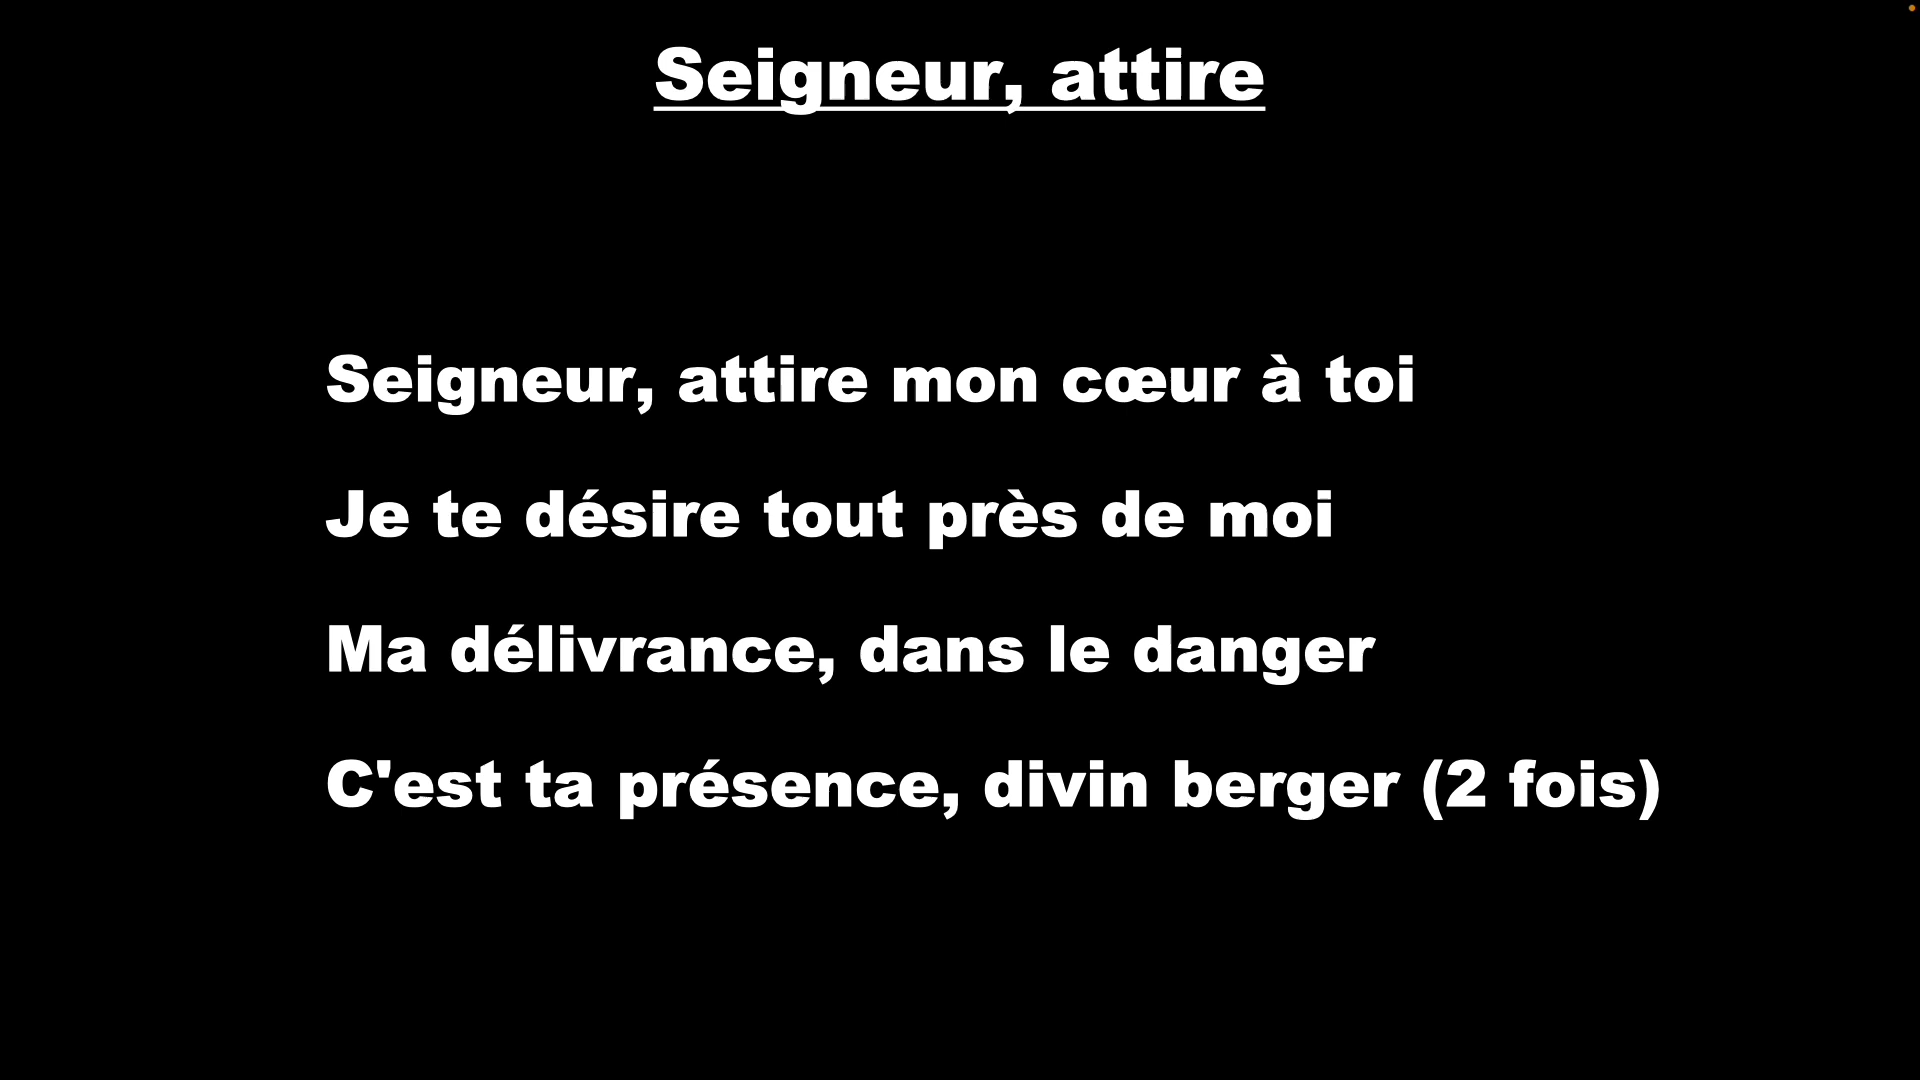 Seigneur, attire
Seigneur, attire mon cœur à toi
Je te désire tout près de moi
Ma délivrance, dans le danger
C'est ta présence, divin berger (2 fois)